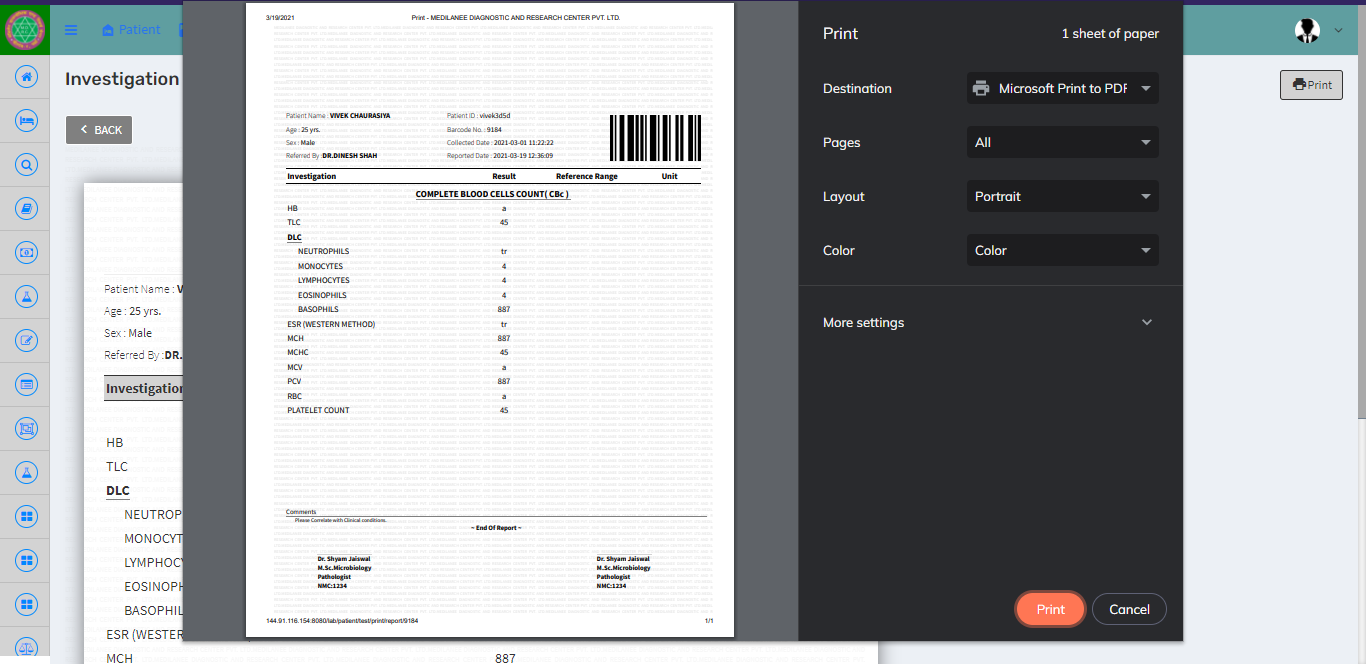 Patient
Investigation
BACK
Print
Patient Name : V
Age : 25 yrs.
Sex : Male
Referred By :DR.
Investigation
HB
TLC
DLC
NEUTROP
MONOCYT
LYMPHOCY
EOSINOPH
BASOPHIL
ESR (WESTER
MCH 887
3/19/2021 Print - MEDILANEE DIAGNOSTIC AND RESEARCH CENTER PVT. LTD.
Patient Name : VIVEK CHAURASIYA Patient ID : vivek3d5d
Age : 25 yrs. Barcode No. : 9184
Sex : Male Collected Date : 2021-03-01 11:22:22
Referred By :DR.DINESH SHAH Reported Date : 2021-03-19 12:36:09
Investigation Result Reference Range Unit
COMPLETE BLOOD CELLS COUNT( CBc )
HB a
TLC 45
DLC
NEUTROPHILS tr
MONOCYTES 4
LYMPHOCYTES 4
EOSINOPHILS 4
BASOPHILS 887
ESR (WESTERN METHOD) tr
MCH 887
MCHC 45
MCV a
PCV 887
RBC a
PLATELET COUNT 45
Comments
Please Correlate with Clinical conditions.
~ End Of Report ~
Dr. Shyam Jaiswal Dr. Shyam Jaiswal
M.Sc.Microbiology M.Sc.Microbiology
Pathologist Pathologist
NMC:1234 NMC:1234
144.91.116.154:8080/lab/patient/test/print/report/9184 1/1
Print 1 sheet of paper
Destination Microsoft Print to PDF
Pages All
Layout Portrait
Color Color
More settings
Print Cancel